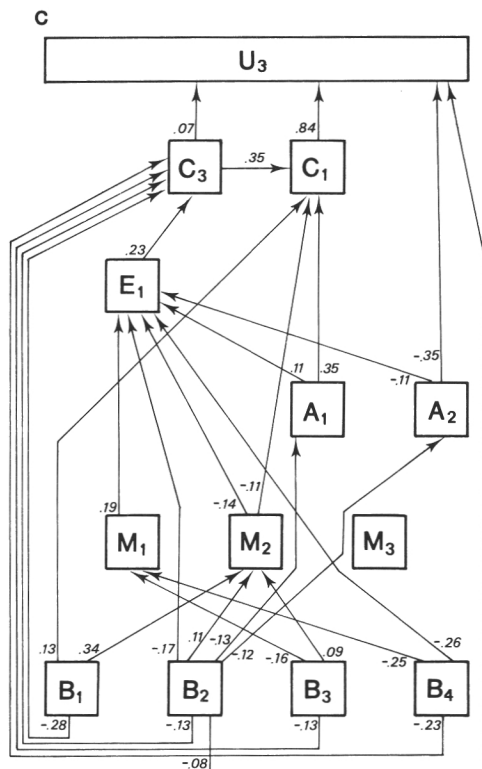 C
U3
.07 .84
C3 .35 C1
.23
E1
-.35
.11 .35 -.11
A1 A2
-.11
.19 -.14
M1 M2 M3
.13 .34 -.17 .11 -.13 -.12 -.16 .09 -.25 -.26
B1 B2 B3 B4
-.28 -.13 -.13 -.23
-.08